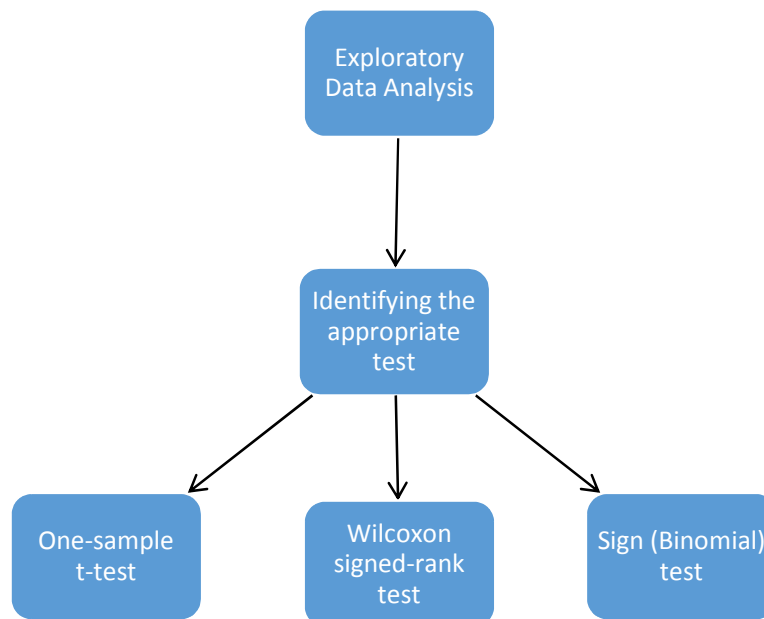 Exploratory
Data Analysis
Identifying the
appropriate
test
One-sample
t-test
Wilcoxon
signed-rank
test
Sign (Binomial)
test